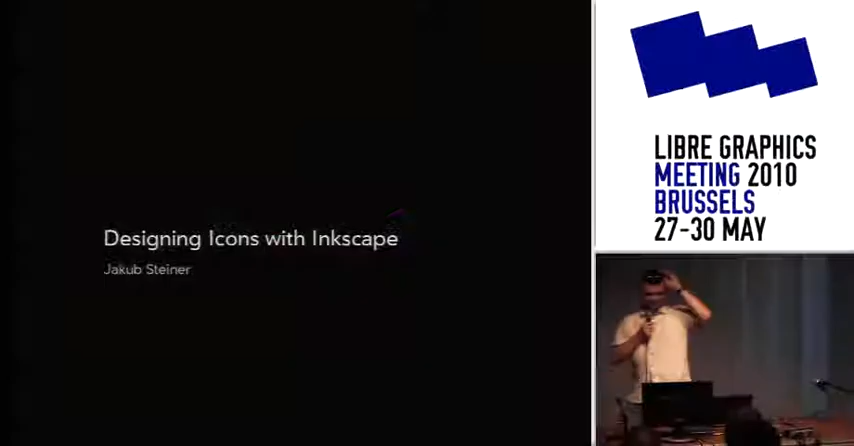 Designing Icons with Inkscape
Jakub Steiner
LIBRE GRAPHICS
MEETING 2010
BRUSSELS
27-30 MAY